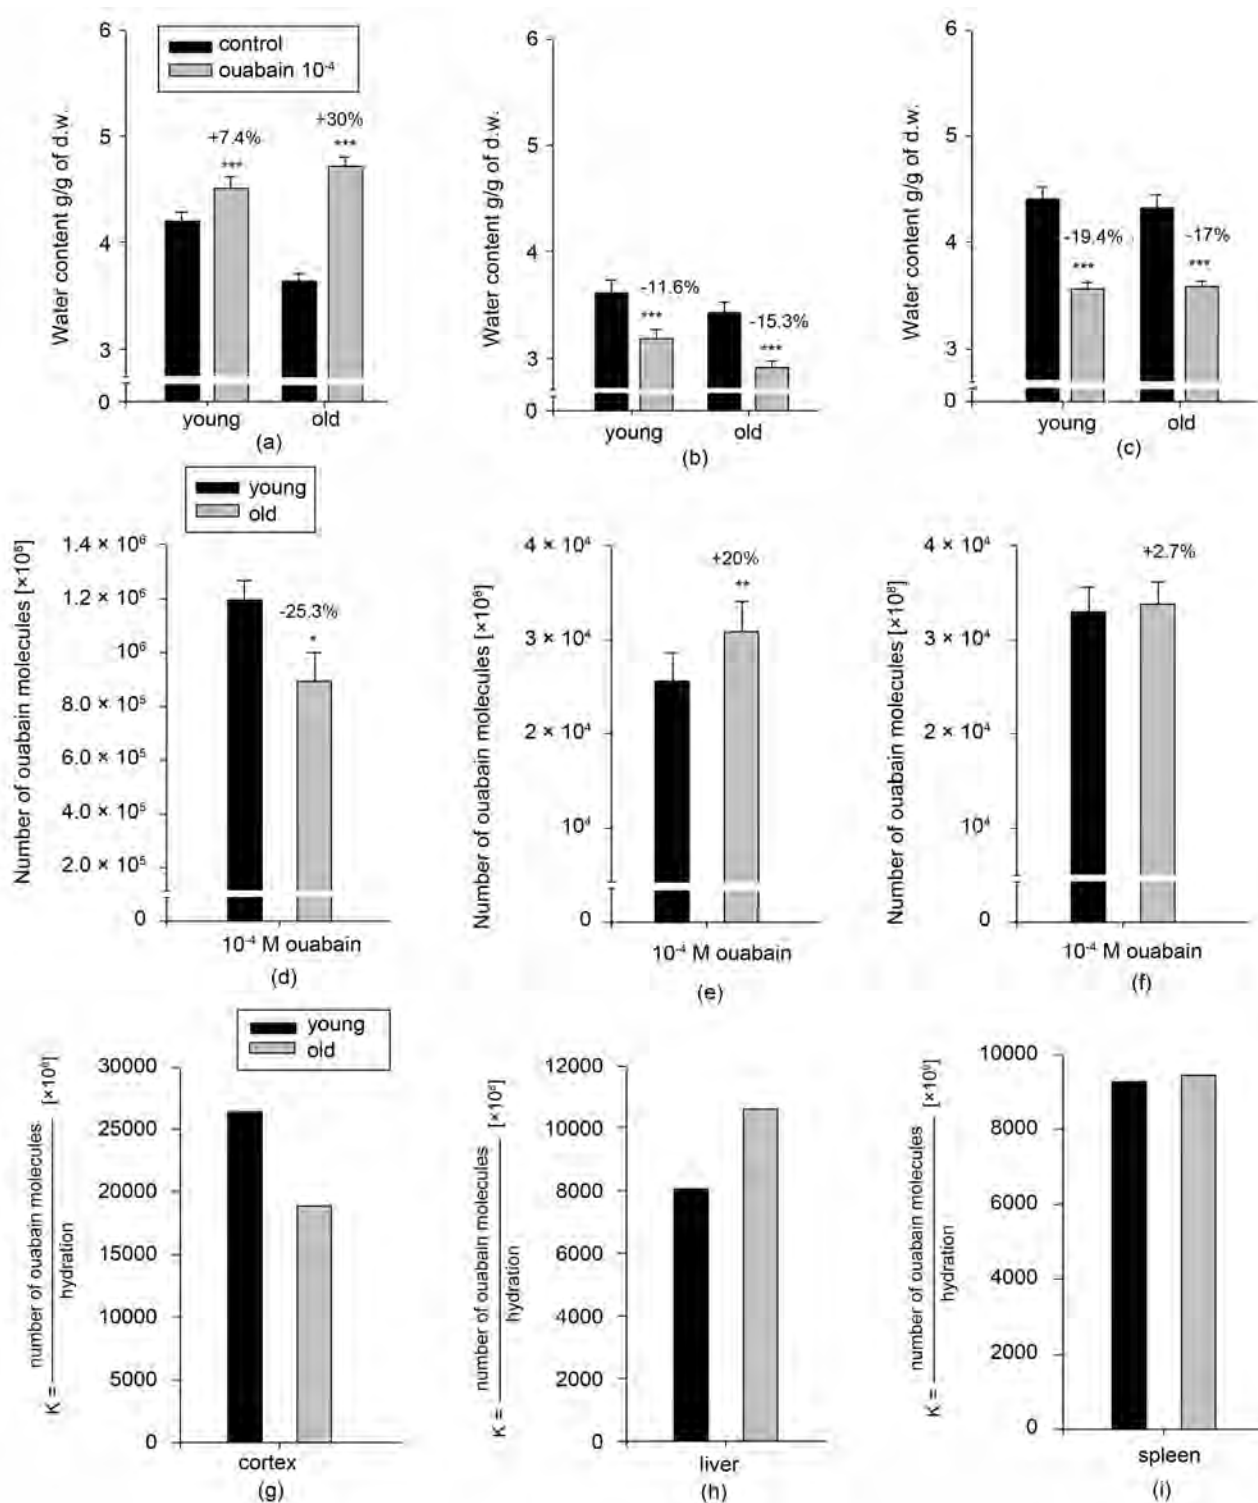 6
5
4
3
0
Water content g/g of d.w.
control
ouabain 10⁻⁴
+7.4%
***
+30%
***
young
old
(a)
6
5
4
3
0
Water content g/g of d.w.
-11.6%
***
-15.3%
***
young
old
(b)
6
5
4
3
0
Water content g/g of d.w.
-19.4%
***
-17%
***
young
old
(c)
young
old
Number of ouabain molecules [×10⁸]
1.4 × 10⁶
1.2 × 10⁶
10⁶
8.0 × 10⁵
6.0 × 10⁵
4.0 × 10⁵
2.0 × 10⁵
0
-25.3%
*
10⁻⁴ M ouabain
(d)
Number of ouabain molecules [×10⁸]
4 × 10⁴
3 × 10⁴
2 × 10⁴
10⁴
0
+20%
**
10⁻⁴ M ouabain
(e)
Number of ouabain molecules [×10⁸]
4 × 10⁴
3 × 10⁴
2 × 10⁴
10⁴
0
+2.7%
10⁻⁴ M ouabain
(f)
young
old
K = number of ouabain molecules [×10⁸]
hydration
30000
25000
20000
15000
10000
5000
0
cortex
(g)
K = number of ouabain molecules [×10⁸]
hydration
12000
10000
8000
6000
4000
2000
0
liver
(h)
K = number of ouabain molecules [×10⁸]
hydration
10000
8000
6000
4000
2000
0
spleen
(i)